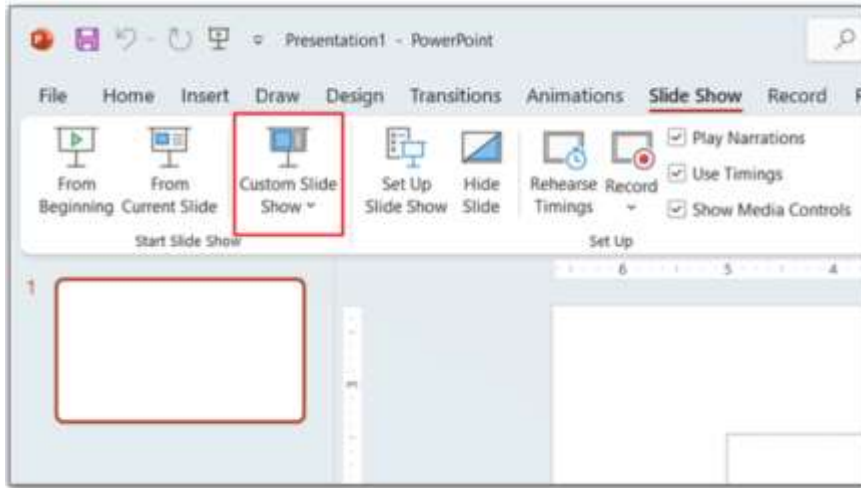 Presentation1 - PowerPoint
File Home Insert Draw Design Transitions Animations Slide Show Record
From Beginning
From Current Slide
Custom Slide Show
Set Up Slide Show
Hide Slide
Rehearse Timings
Record
Play Narrations
Use Timings
Show Media Controls
Start Slide Show
Set Up
6 5 4
1
3